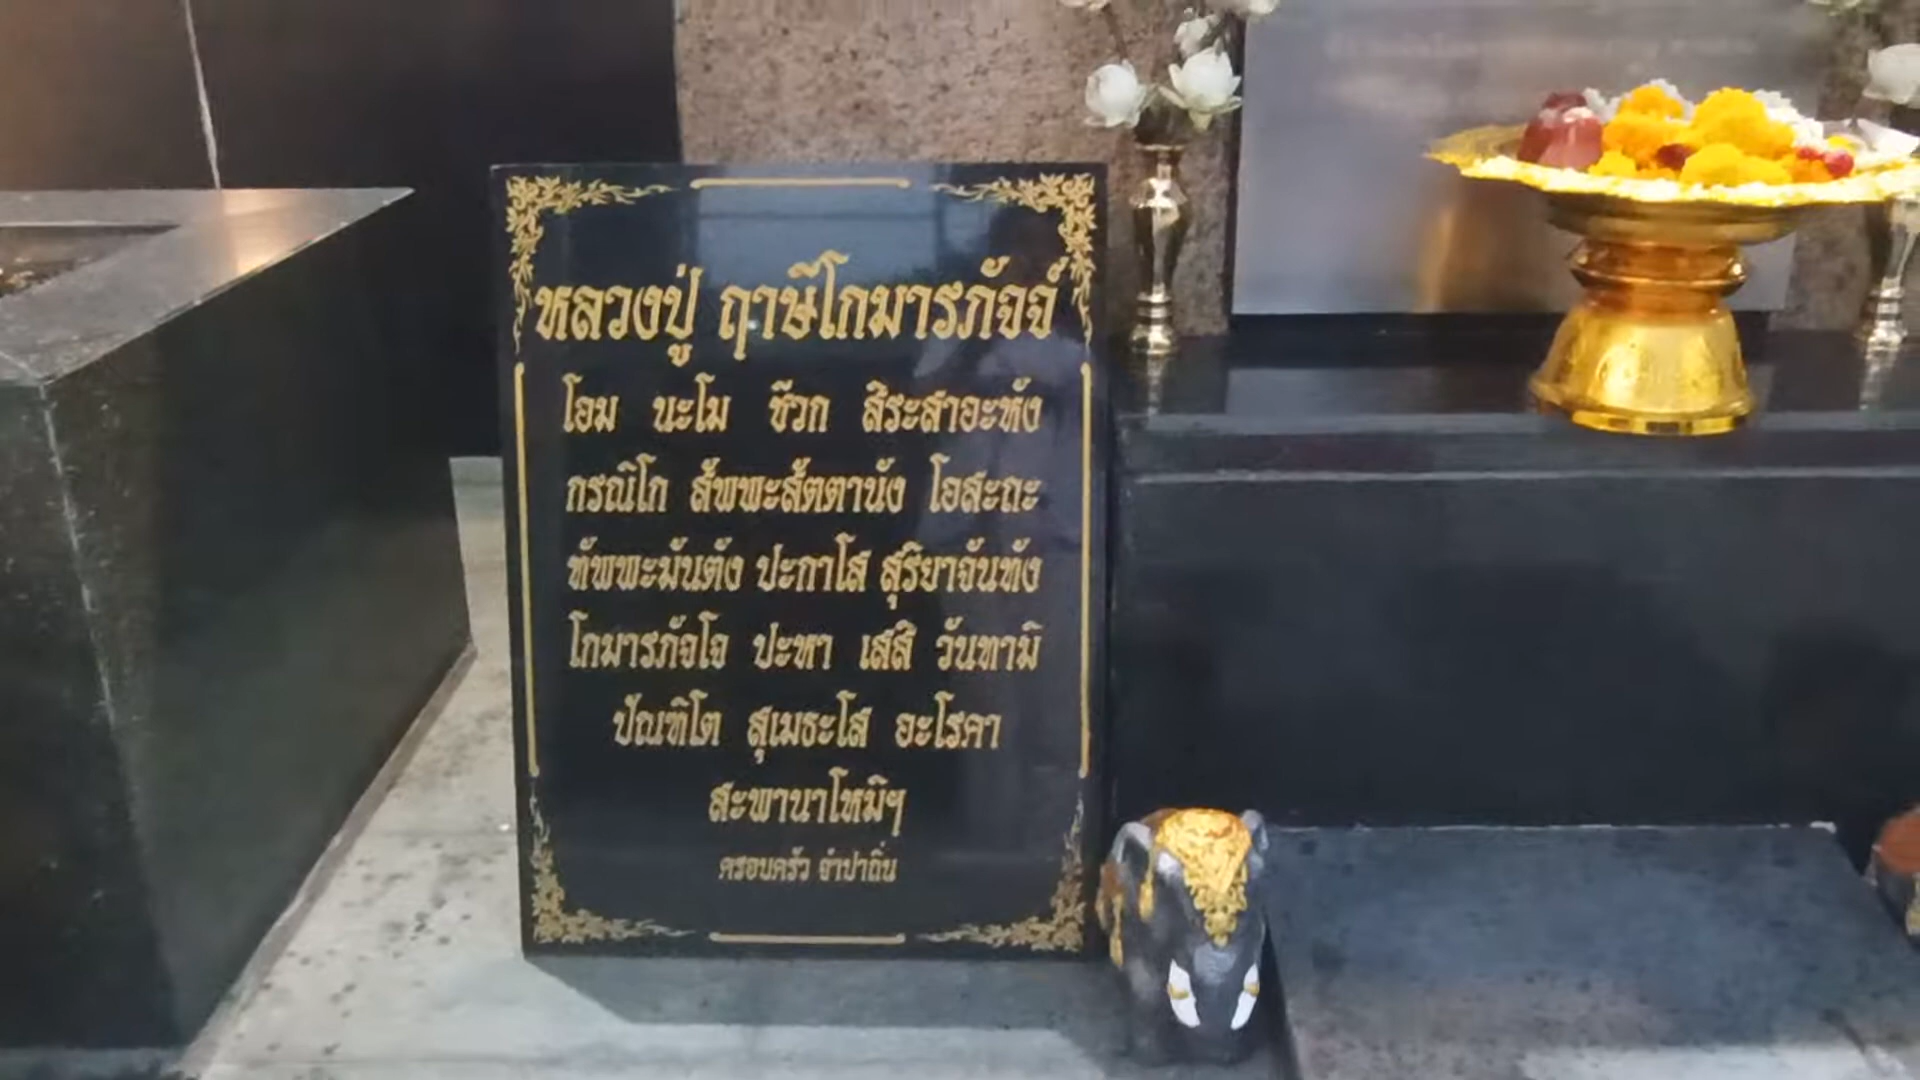 หลวงปู่ ฤาษีโกมารภัจจ์
โอม นะโม ชีวก สิระสาอะหัง
กรณิโก สัพพะสัตตานัง โอสะถะ
ทัพพะมันตัง ปะกาโส สุริยาจันทัง
โกมารภัจโจ ปะหา เสสิ วันทามิ
ปัณฑิโต สุเมธะโส อะโรคา
สะพานาโหมิฯ
ครอบครัว จำปาถิ่น